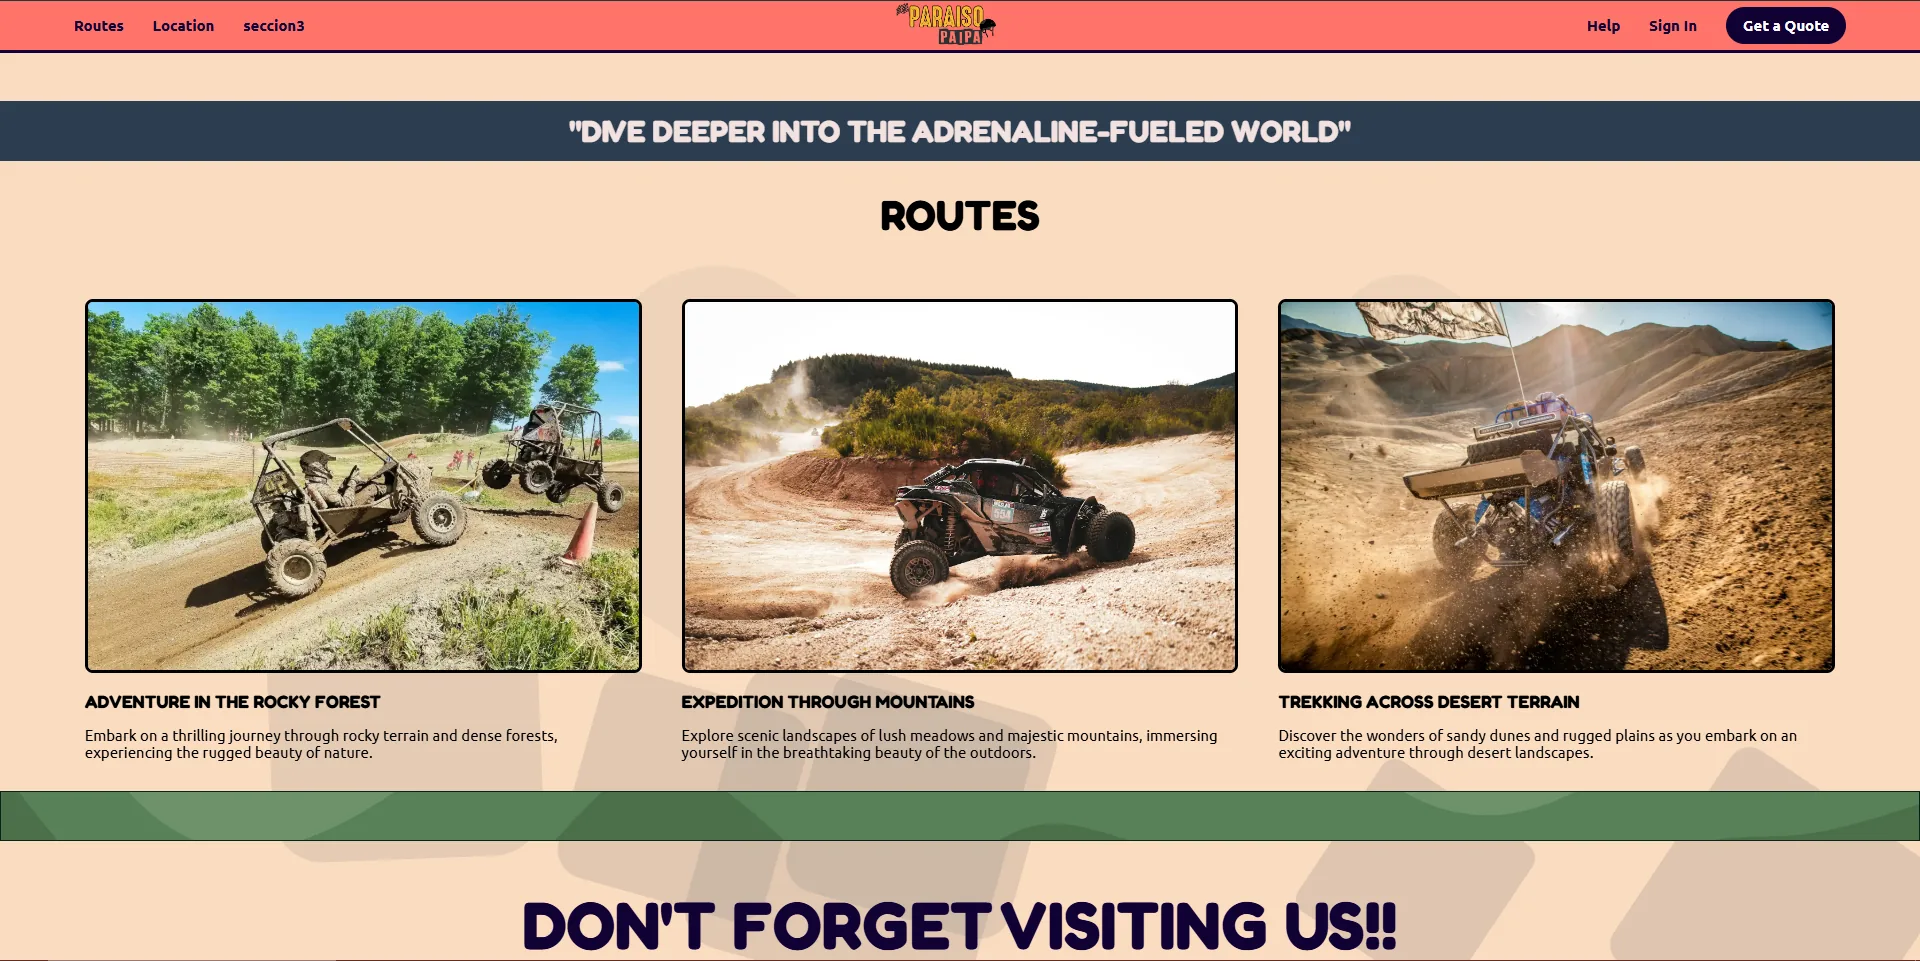 Routes Location seccion3
PARAISO
PAIPA
Help Sign In Get a Quote
"DIVE DEEPER INTO THE ADRENALINE-FUELED WORLD"
ROUTES
ADVENTURE IN THE ROCKY FOREST
Embark on a thrilling journey through rocky terrain and dense forests,
experiencing the rugged beauty of nature.
EXPEDITION THROUGH MOUNTAINS
Explore scenic landscapes of lush meadows and majestic mountains, immersing
yourself in the breathtaking beauty of the outdoors.
TREKKING ACROSS DESERT TERRAIN
Discover the wonders of sandy dunes and rugged plains as you embark on an
exciting adventure through desert landscapes.
DON'T FORGET VISITING US!!